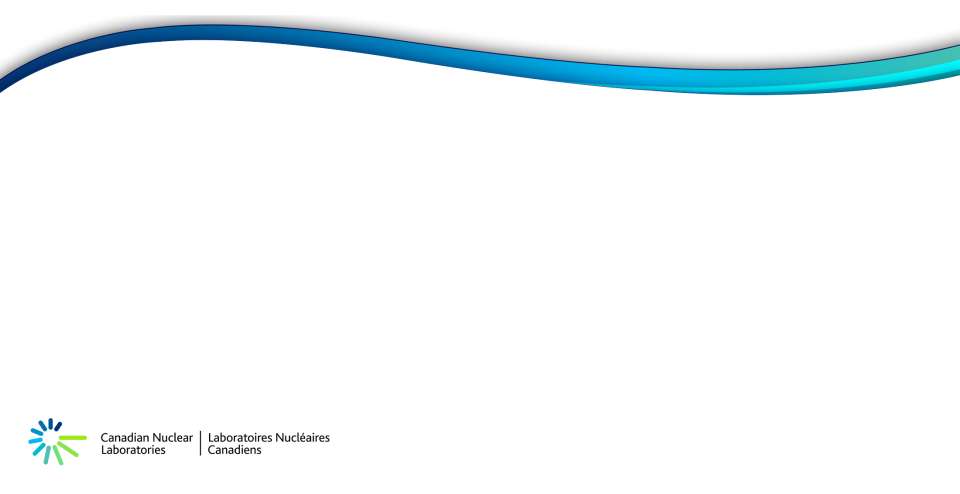 Canadian Nuclear
Laboratories
Laboratoires Nucléaires
Canadiens